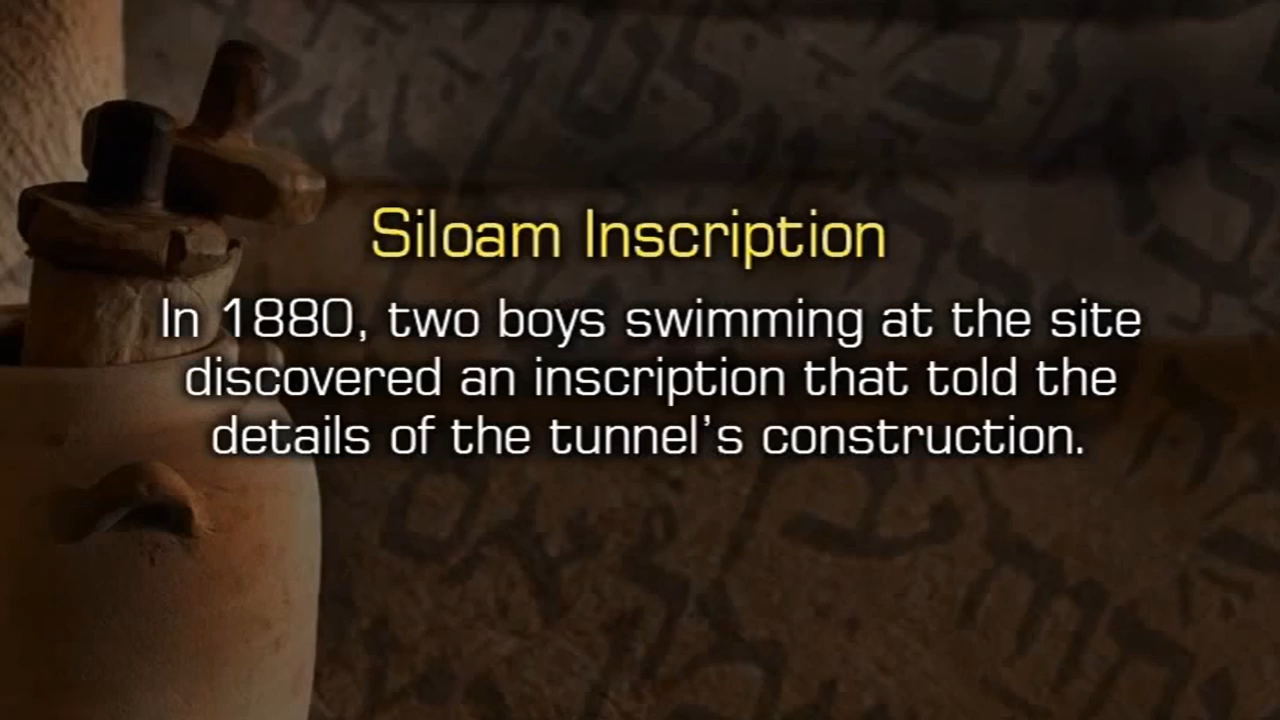 Siloam Inscription
In 1880, two boys swimming at the site
discovered an inscription that told the
details of the tunnel's construction.